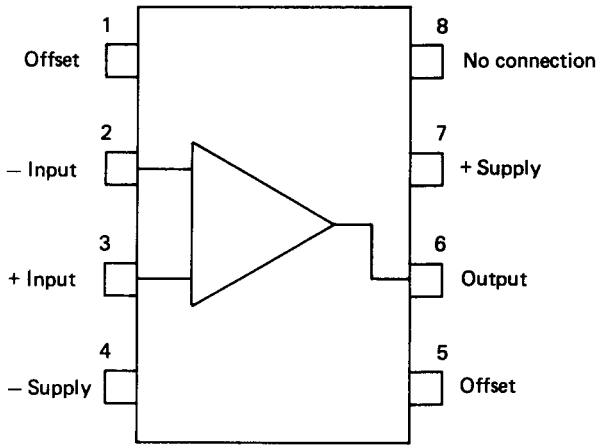 1
Offset
2
− Input
3
+ Input
4
− Supply
8
No connection
7
+ Supply
6
Output
5
Offset